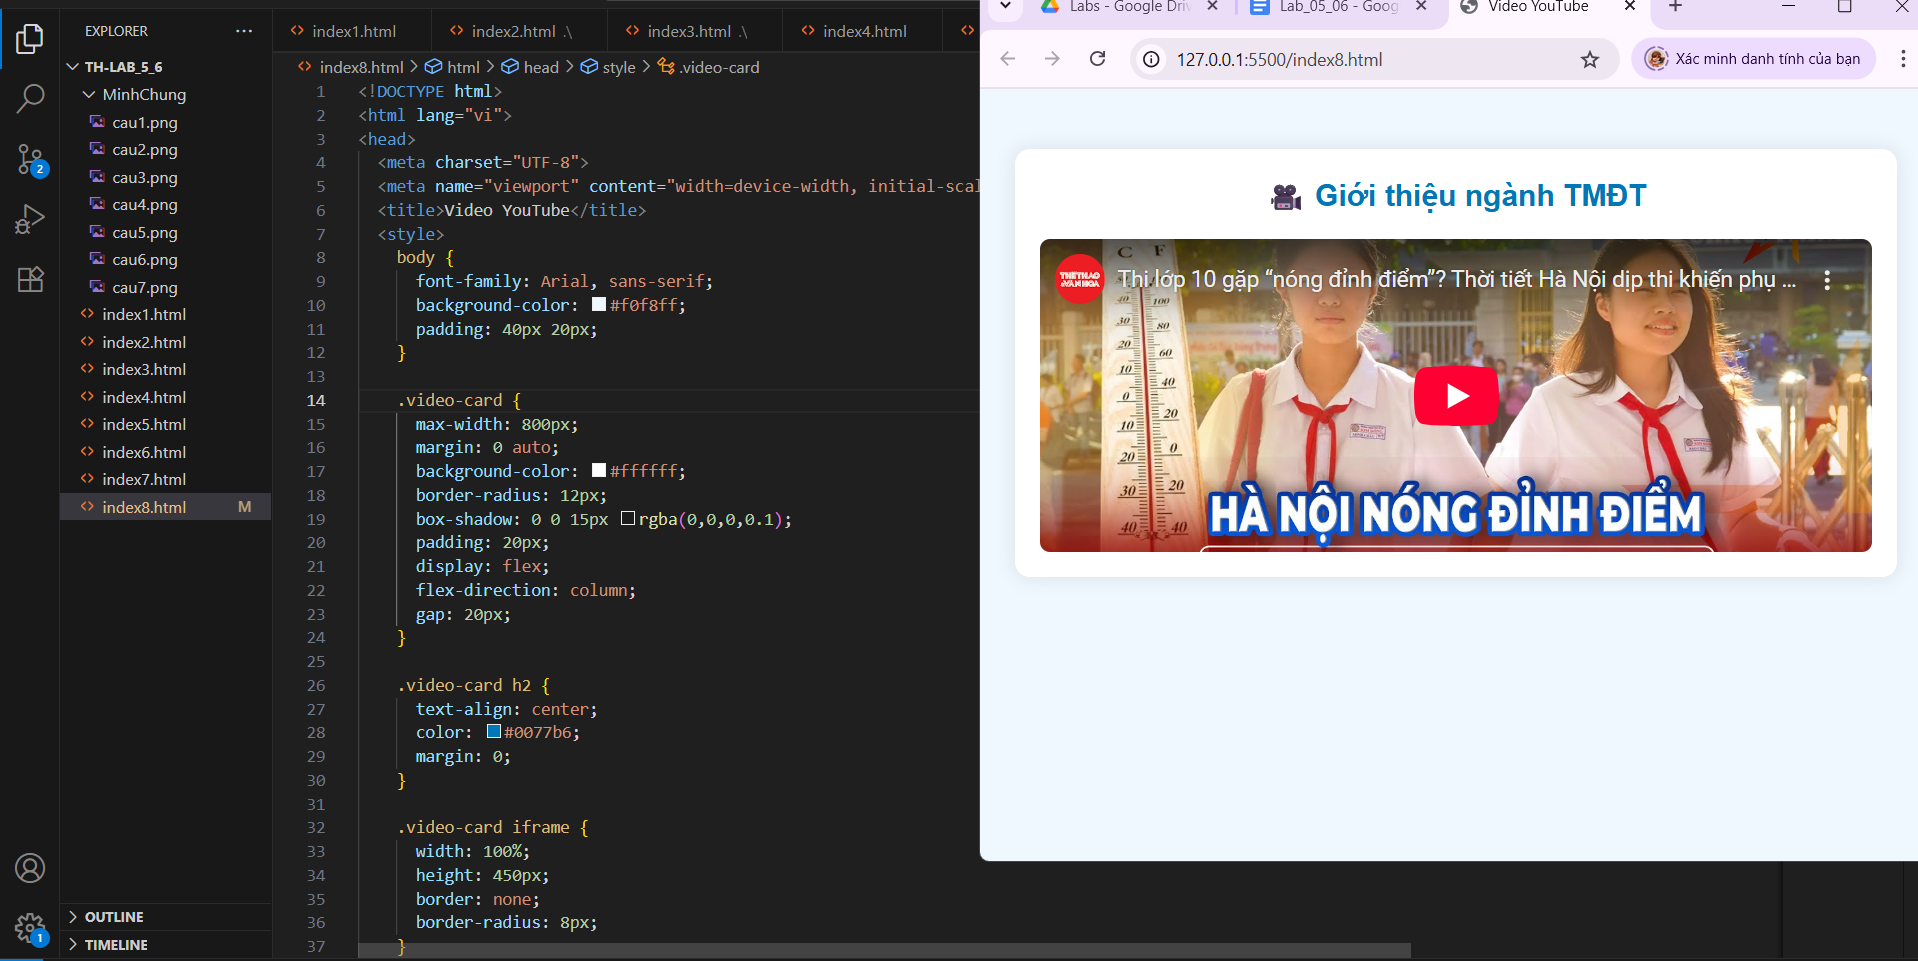 EXPLORER
TH-LAB_5_6
MinhChung
cau1.png
cau2.png
cau3.png
cau4.png
cau5.png
cau6.png
cau7.png
index1.html
index2.html
index3.html
index4.html
index5.html
index6.html
index7.html
index8.html M
OUTLINE
TIMELINE
2
1
index1.html
index2.html .\
index3.html .\
index4.html
index8.html > html > head > style > .video-card
1 <!DOCTYPE html>
2 <html lang="vi">
3 <head>
4 <meta charset="UTF-8">
5 <meta name="viewport" content="width=device-width, initial-scal
6 <title>Video YouTube</title>
7 <style>
8 body {
9 font-family: Arial, sans-serif;
10 background-color: #f0f8ff;
11 padding: 40px 20px;
12 }
13
14 .video-card {
15 max-width: 800px;
16 margin: 0 auto;
17 background-color: #ffffff;
18 border-radius: 12px;
19 box-shadow: 0 0 15px rgba(0,0,0,0.1);
20 padding: 20px;
21 display: flex;
22 flex-direction: column;
23 gap: 20px;
24 }
25
26 .video-card h2 {
27 text-align: center;
28 color: #0077b6;
29 margin: 0;
30 }
31
32 .video-card iframe {
33 width: 100%;
34 height: 450px;
35 border: none;
36 border-radius: 8px;
37 }
Labs - Google Driv
Lab_05_06 - Goog
Video YouTube
127.0.0.1:5500/index8.html
Xác minh danh tính của bạn
Giới thiệu ngành TMĐT
THỂ THAO
&VĂN HÓA
Thi lớp 10 gặp “nóng đỉnh điểm”? Thời tiết Hà Nội dịp thi khiến phụ ...
C F
HÀ NỘI NÓNG ĐỈNH ĐIỂM